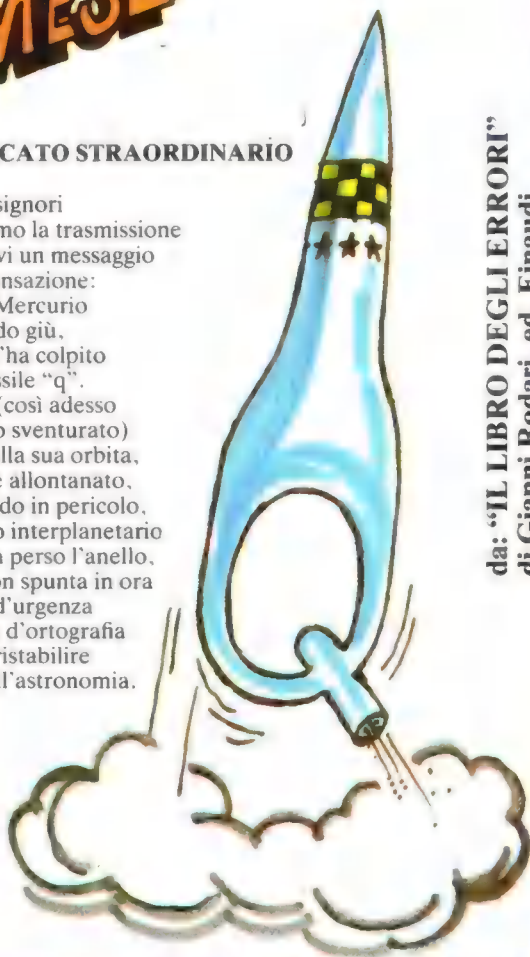 MESE
CATO STRAORDINARIO
signori
mo la trasmissione
vi un messaggio
nsazione:
Mercurio
do giù,
'ha colpito
ssile “q”.
(così adesso
o sventurato)
lla sua orbita,
e allontanato,
do in pericolo,
o interplanetario
a perso l'anello,
on spunta in ora
d'urgenza
d'ortografia
ristabilire
ll'astronomia.
da: “IL LIBRO DEGLI ERRORI”
di Gianni Rodari, ed. Einaudi